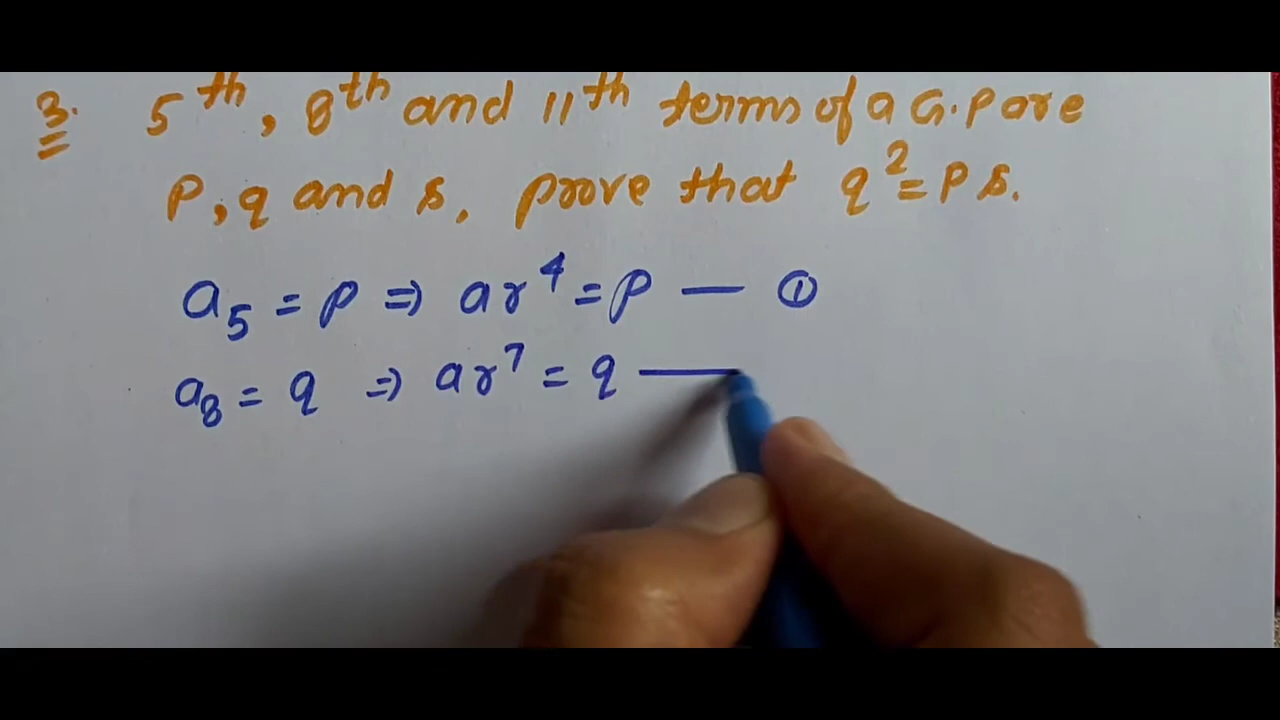 3. 5th, 8th and 11th terms of a G.P are
p, q and s, prove that q² = ps.
a₅ = p ⇒ ar⁴ = p — ①
a₈ = q ⇒ ar⁷ = q —